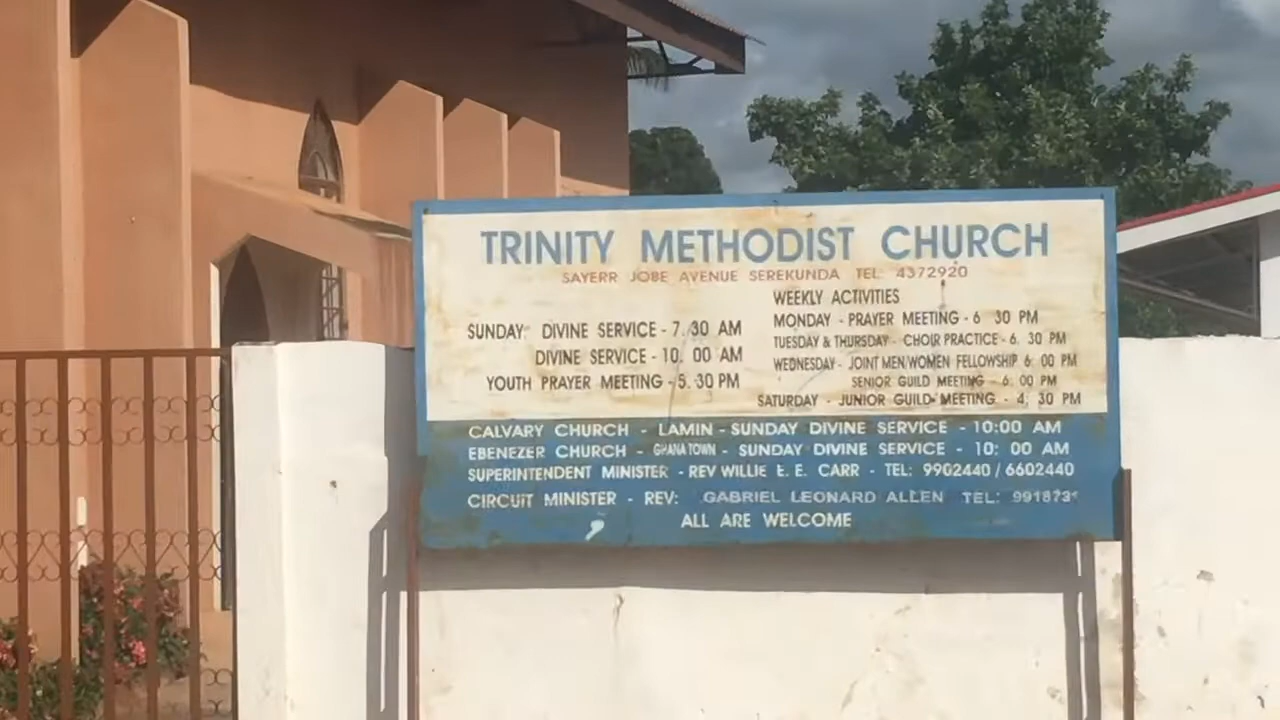 TRINITY METHODIST CHURCH
SAYERR JOBE AVENUE SEREKUNDA TEL: 4372920
SUNDAY: DIVINE SERVICE - 7. 30 AM
DIVINE SERVICE - 10. 00 AM
YOUTH PRAYER MEETING - 5. 30 PM
WEEKLY ACTIVITIES
MONDAY - PRAYER MEETING - 6 30 PM
TUESDAY & THURSDAY - CHOIR PRACTICE - 6. 30 PM
WEDNESDAY - JOINT MEN/WOMEN FELLOWSHIP 6: 00 PM
SENIOR GUILD MEETING - 6: 00 PM
SATURDAY - JUNIOR GUILD MEETING - 4: 30 PM
CALVARY CHURCH - LAMIN - SUNDAY DIVINE SERVICE - 10:00 AM
EBENEZER CHURCH - GHANA TOWN - SUNDAY DIVINE SERVICE - 10: 00 AM
SUPERINTENDENT MINISTER - REV WILLIE E. E. CARR - TEL: 9902440 / 6602440
CIRCUIT MINISTER - REV: GABRIEL LEONARD ALLEN TEL:
ALL ARE WELCOME